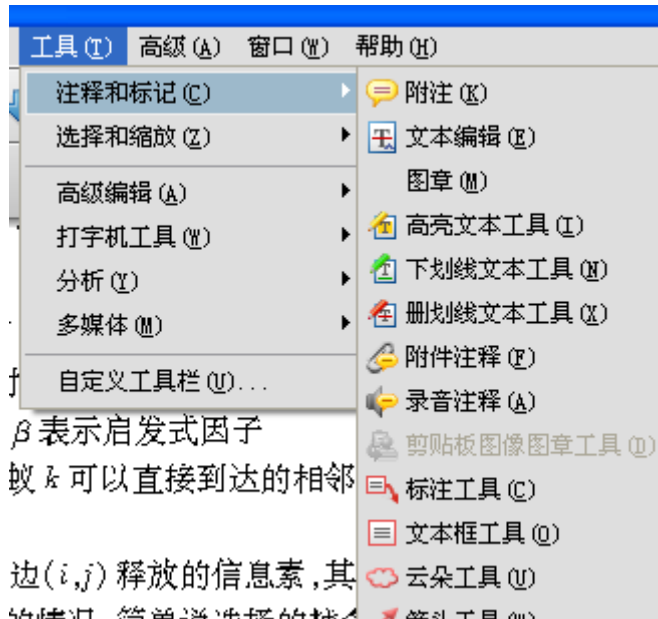 工具(T) 高级(A) 窗口(W) 帮助(H)
注释和标记(C)
选择和缩放(Z)
高级编辑(A)
打字机工具(W)
分析(Y)
多媒体(M)
自定义工具栏(U)...
附注(K)
文本编辑(E)
图章(M)
高亮文本工具(I)
下划线文本工具(N)
删划线文本工具(X)
附件注释(F)
录音注释(A)
剪贴板图像图章工具(D)
标注工具(C)
文本框工具(O)
云朵工具(U)
β表示启发式因子
蚁k可以直接到达的相邻
边(i,j)释放的信息素,其